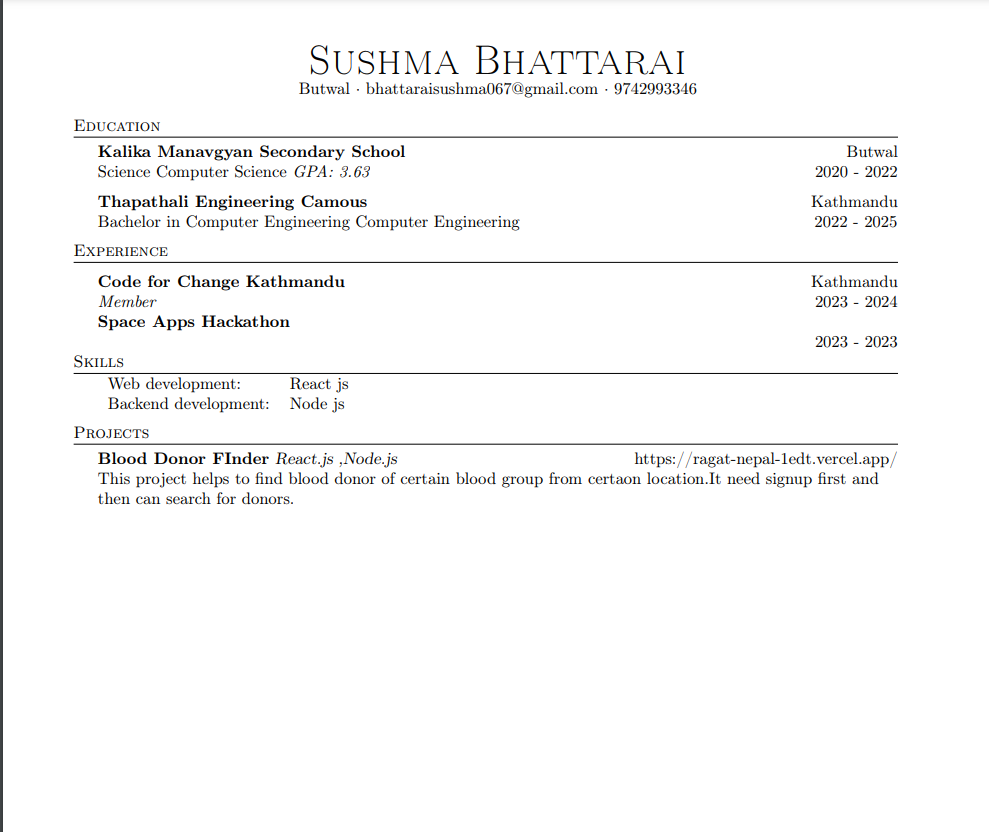 Sushma Bhattarai
Butwal · bhattaraisushma067@gmail.com · 9742993346
Education
Kalika Manavgyan Secondary School Butwal
Science Computer Science GPA: 3.63 2020 - 2022
Thapathali Engineering Camous Kathmandu
Bachelor in Computer Engineering Computer Engineering 2022 - 2025
Experience
Code for Change Kathmandu Kathmandu
Member 2023 - 2024
Space Apps Hackathon
2023 - 2023
Skills
Web development: React js
Backend development: Node js
Projects
Blood Donor FInder React.js ,Node.js https://ragat-nepal-1edt.vercel.app/
This project helps to find blood donor of certain blood group from certaon location.It need signup first and
then can search for donors.